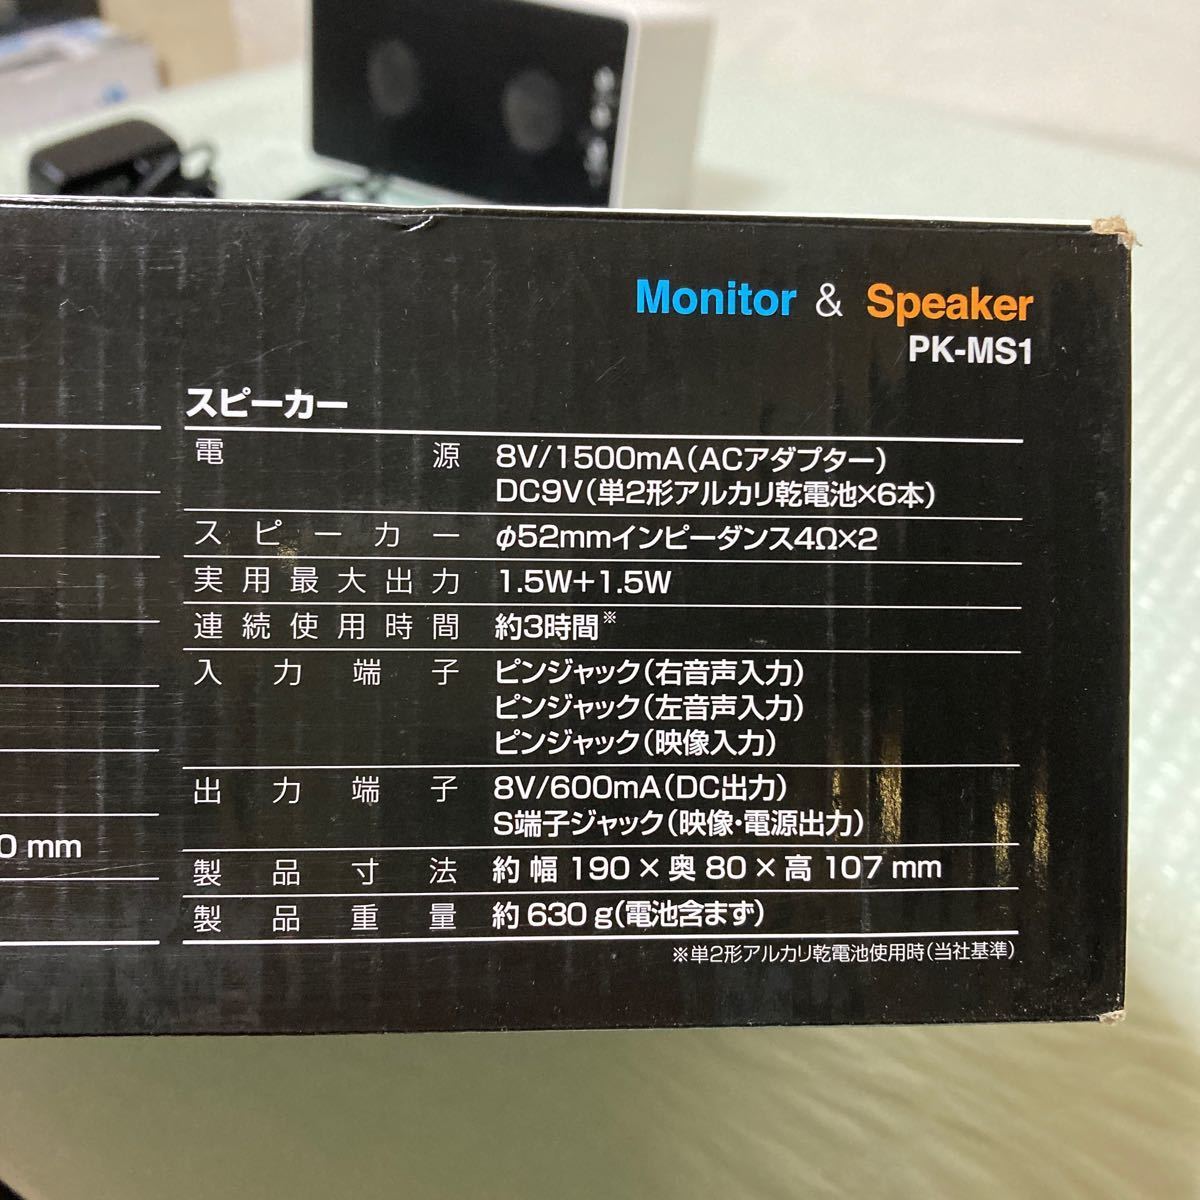 Monitor & Speaker
PK-MS1
スピーカー
電源 8V/1500mA(ACアダプター)
DC9V(単2形アルカリ乾電池×6本)
スピーカー φ52mmインピーダンス4Ω×2
実用最大出力 1.5W+1.5W
連続使用時間 約3時間※
入力端子 ピンジャック(右音声入力)
ピンジャック(左音声入力)
ピンジャック(映像入力)
出力端子 8V/600mA(DC出力)
S端子ジャック(映像・電源出力)
0 mm
製品寸法 約 幅 190 × 奥 80 × 高 107 mm
製品重量 約 630 g(電池含まず)
※単2形アルカリ乾電池使用時(当社基準)